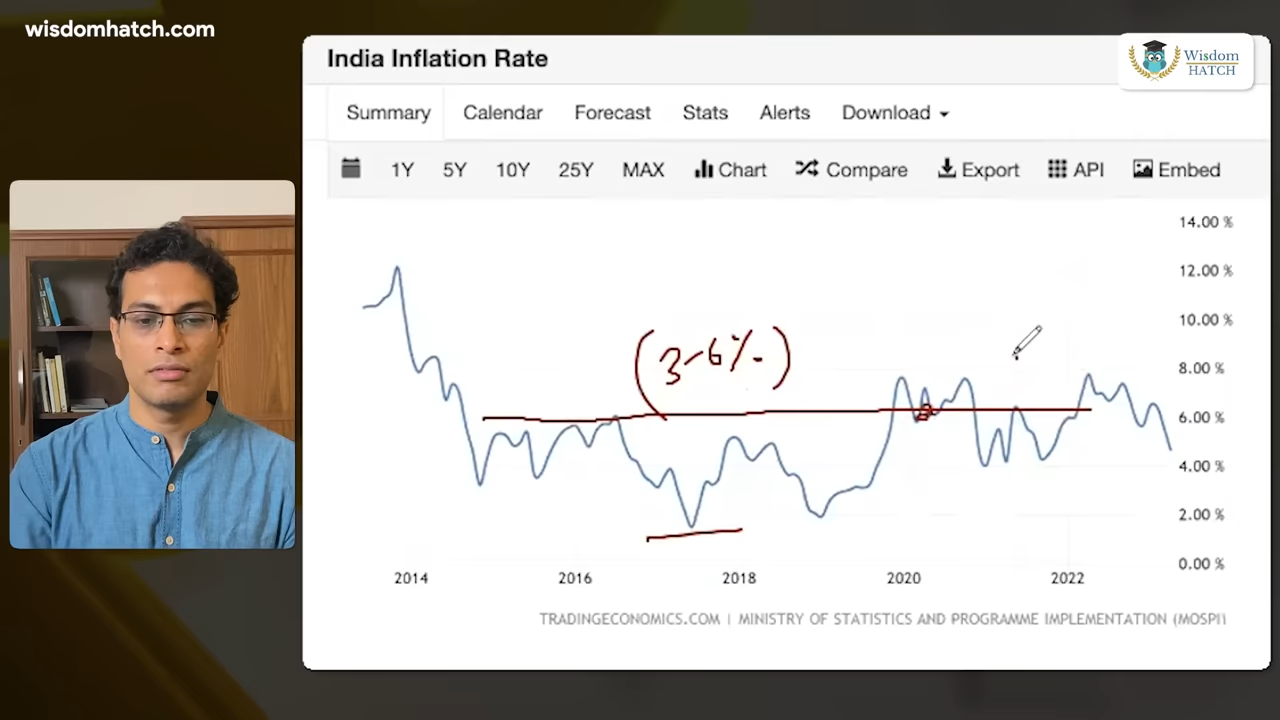 wisdomhatch.com
India Inflation Rate
Wisdom
HATCH
Summary Calendar Forecast Stats Alerts Download
1Y 5Y 10Y 25Y MAX Chart Compare Export API Embed
14.00 %
12.00 %
10.00 %
(3-6%)
8.00 %
6.00 %
4.00 %
2.00 %
0.00 %
2014 2016 2018 2020 2022
TRADINGECONOMICS.COM | MINISTRY OF STATISTICS AND PROGRAMME IMPLEMENTATION (MOSPI